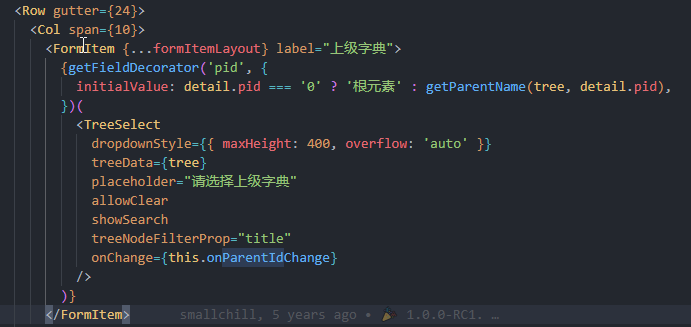 <Row gutter={24}>
<Col span={10}>
<FormItem {...formItemLayout} label="上级字典">
{getFieldDecorator('pid', {
initialValue: detail.pid === '0' ? '根元素' : getParentName(tree, detail.pid),
})(
<TreeSelect
dropdownStyle={{ maxHeight: 400, overflow: 'auto' }}
treeData={tree}
placeholder="请选择上级字典"
allowClear
showSearch
treeNodeFilterProp="title"
onChange={this.onParentIdChange}
/>
)}
</FormItem> smallchill, 5 years ago • 🎉 1.0.0-RC1. …